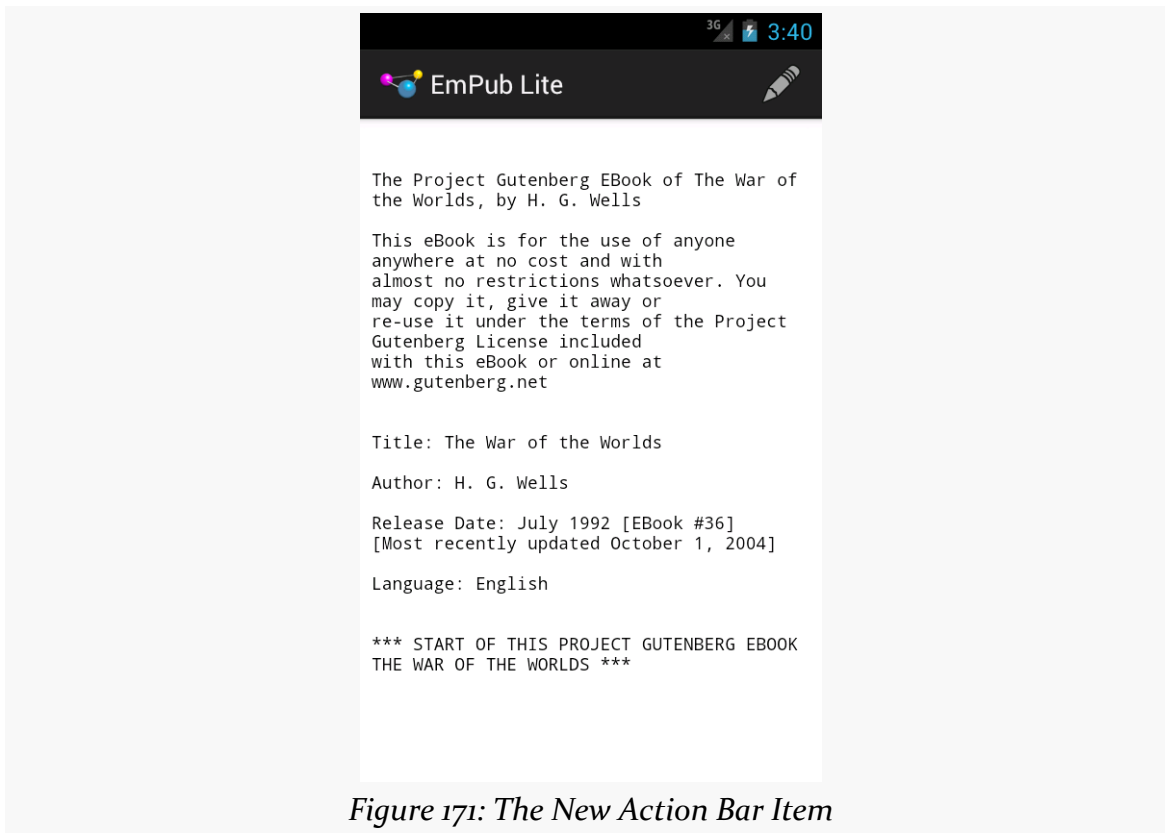 3G
3:40
EmPub Lite
The Project Gutenberg EBook of The War of
the Worlds, by H. G. Wells
This eBook is for the use of anyone
anywhere at no cost and with
almost no restrictions whatsoever. You
may copy it, give it away or
re-use it under the terms of the Project
Gutenberg License included
with this eBook or online at
www.gutenberg.net
Title: The War of the Worlds
Author: H. G. Wells
Release Date: July 1992 [EBook #36]
[Most recently updated October 1, 2004]
Language: English
*** START OF THIS PROJECT GUTENBERG EBOOK
THE WAR OF THE WORLDS ***
Figure 171: The New Action Bar Item